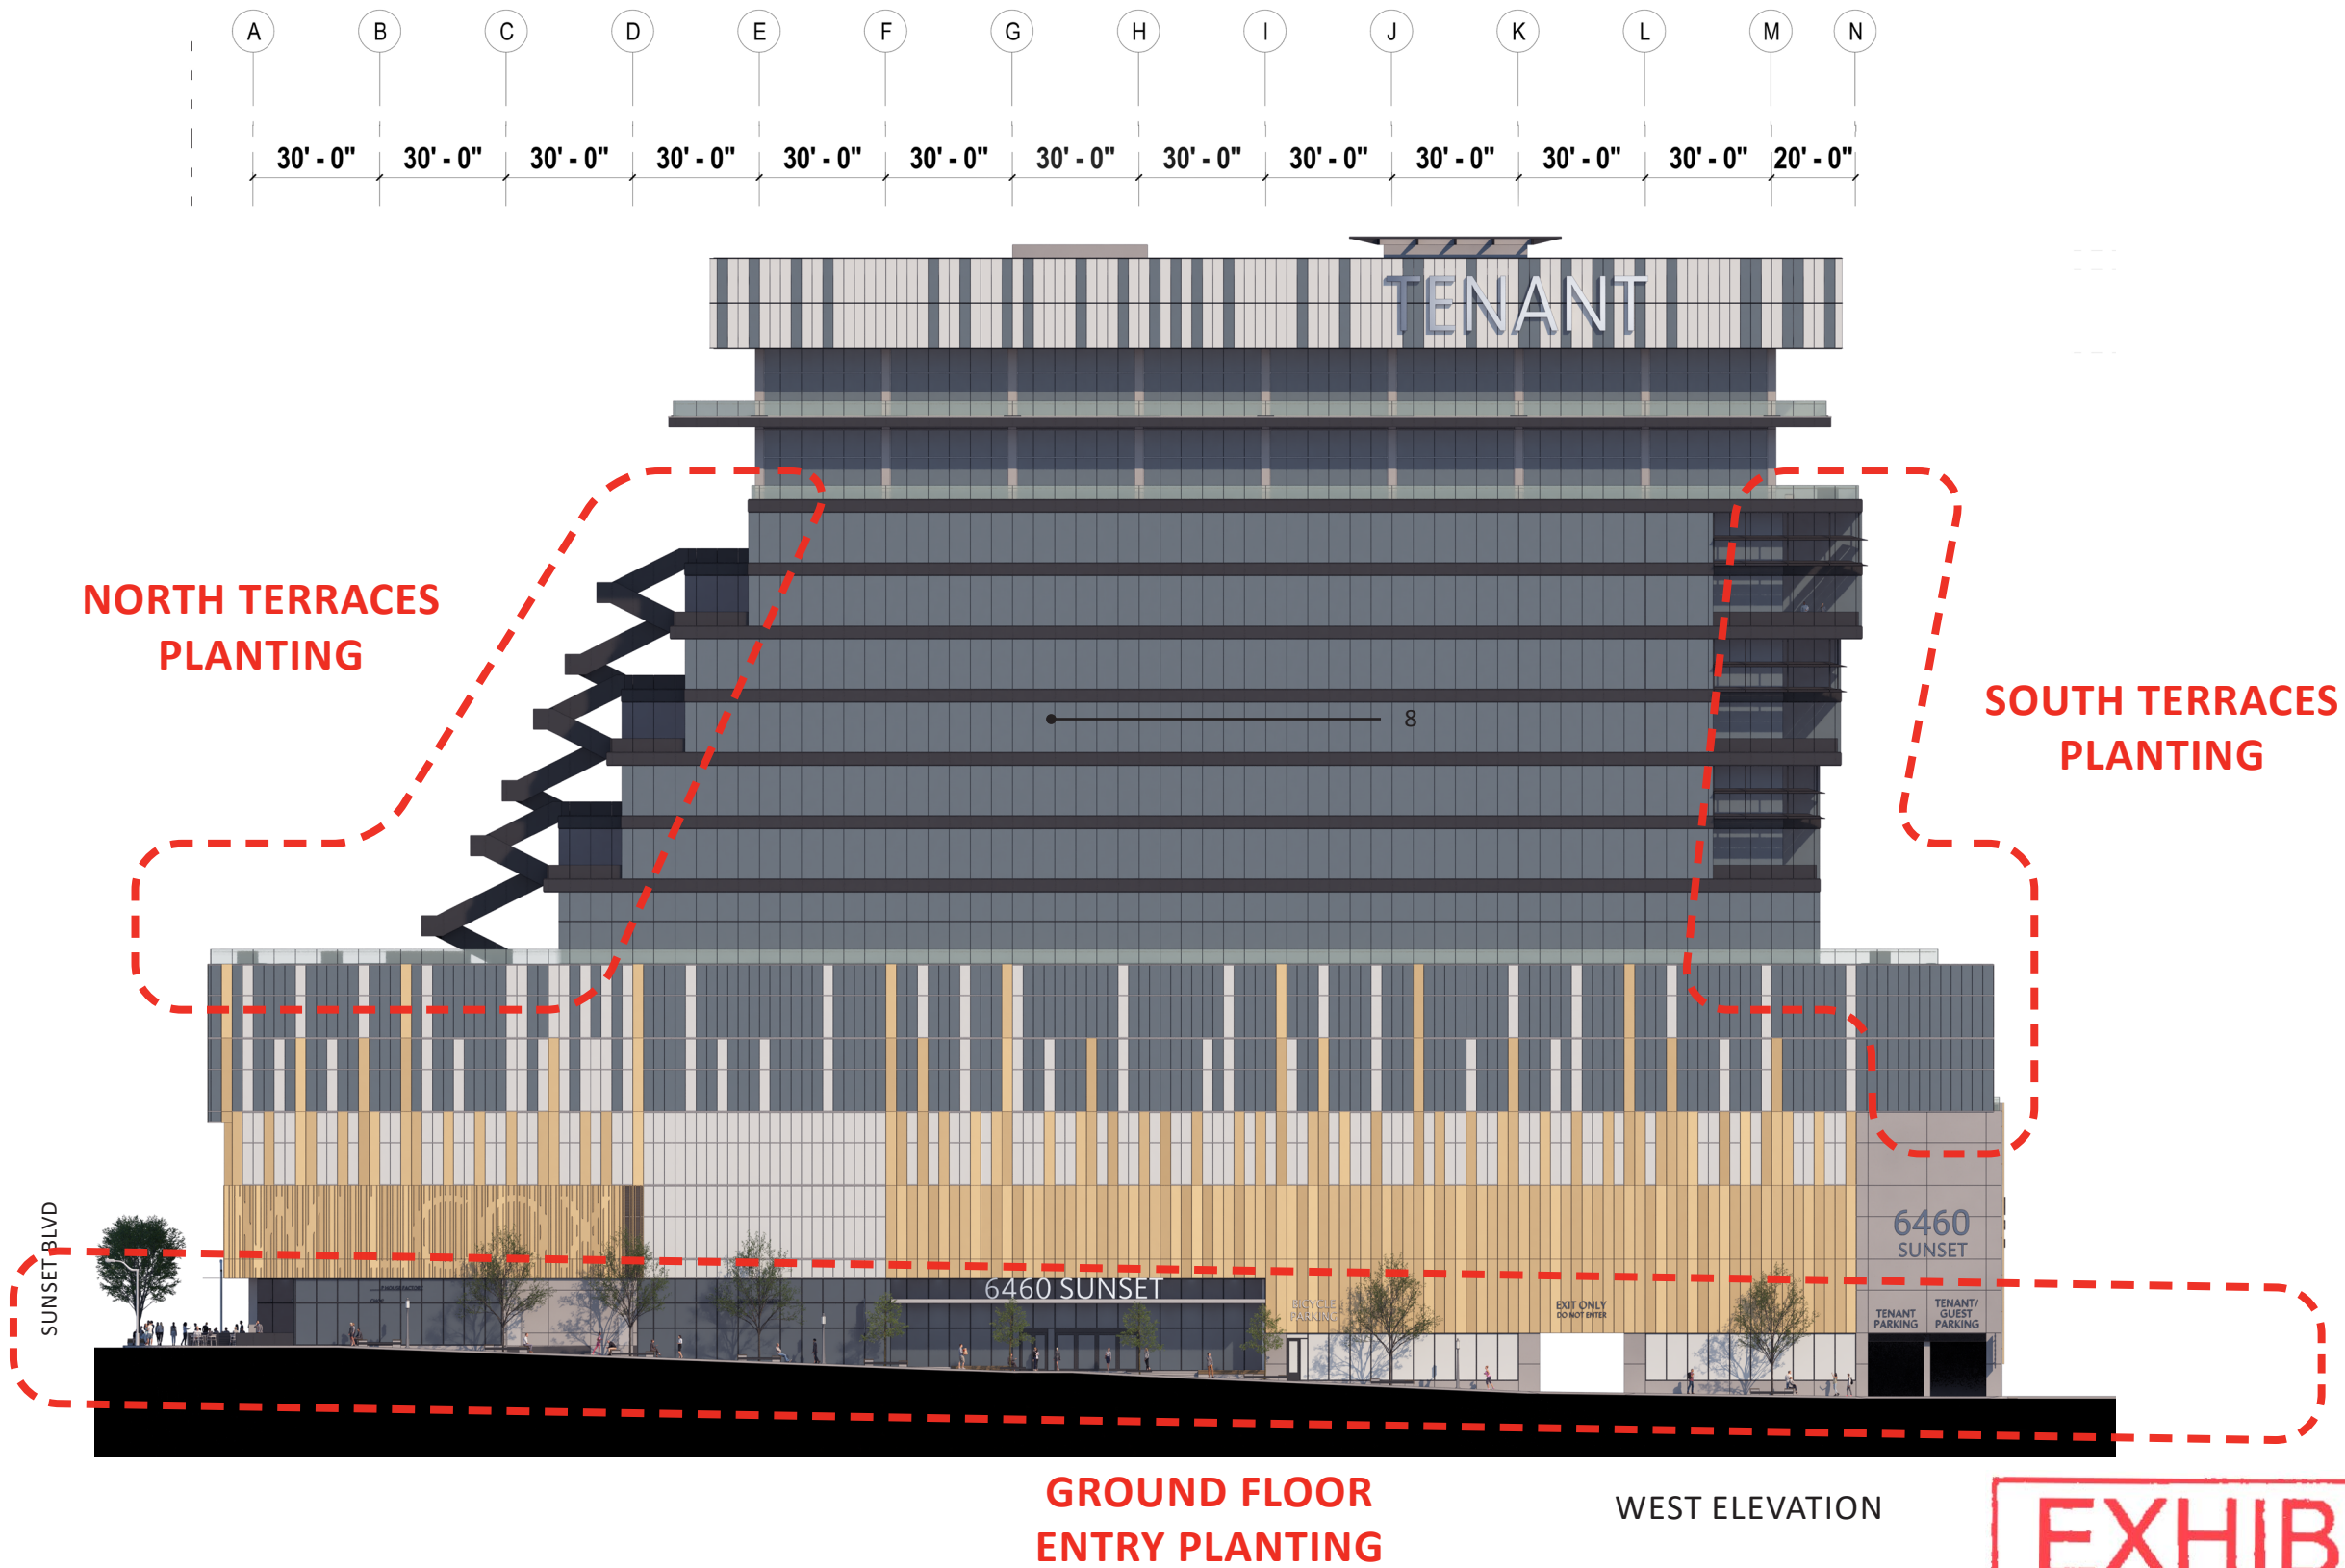 A B C D E F G H I J K L M N
30' - 0" 30' - 0" 30' - 0" 30' - 0" 30' - 0" 30' - 0" 30' - 0" 30' - 0" 30' - 0" 30' - 0" 30' - 0" 30' - 0" 20' - 0"
TENANT
NORTH TERRACES
PLANTING
8
SOUTH TERRACES
PLANTING
SUNSET BLVD
6460
SUNSET
6460 SUNSET
BICYCLE
PARKING
EXIT ONLY
DO NOT ENTER
TENANT
PARKING
TENANT/
GUEST
PARKING
GROUND FLOOR
ENTRY PLANTING
WEST ELEVATION
EXHIB